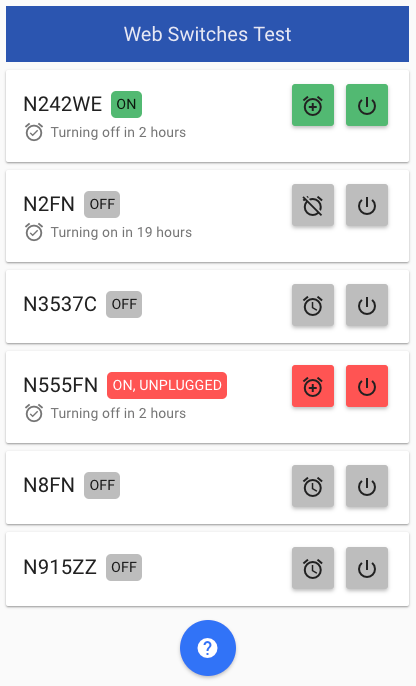 Web Switches Test
N242WE ON
Turning off in 2 hours
N2FN OFF
Turning on in 19 hours
N3537C OFF
N555FN ON, UNPLUGGED
Turning off in 2 hours
N8FN OFF
N915ZZ OFF
?